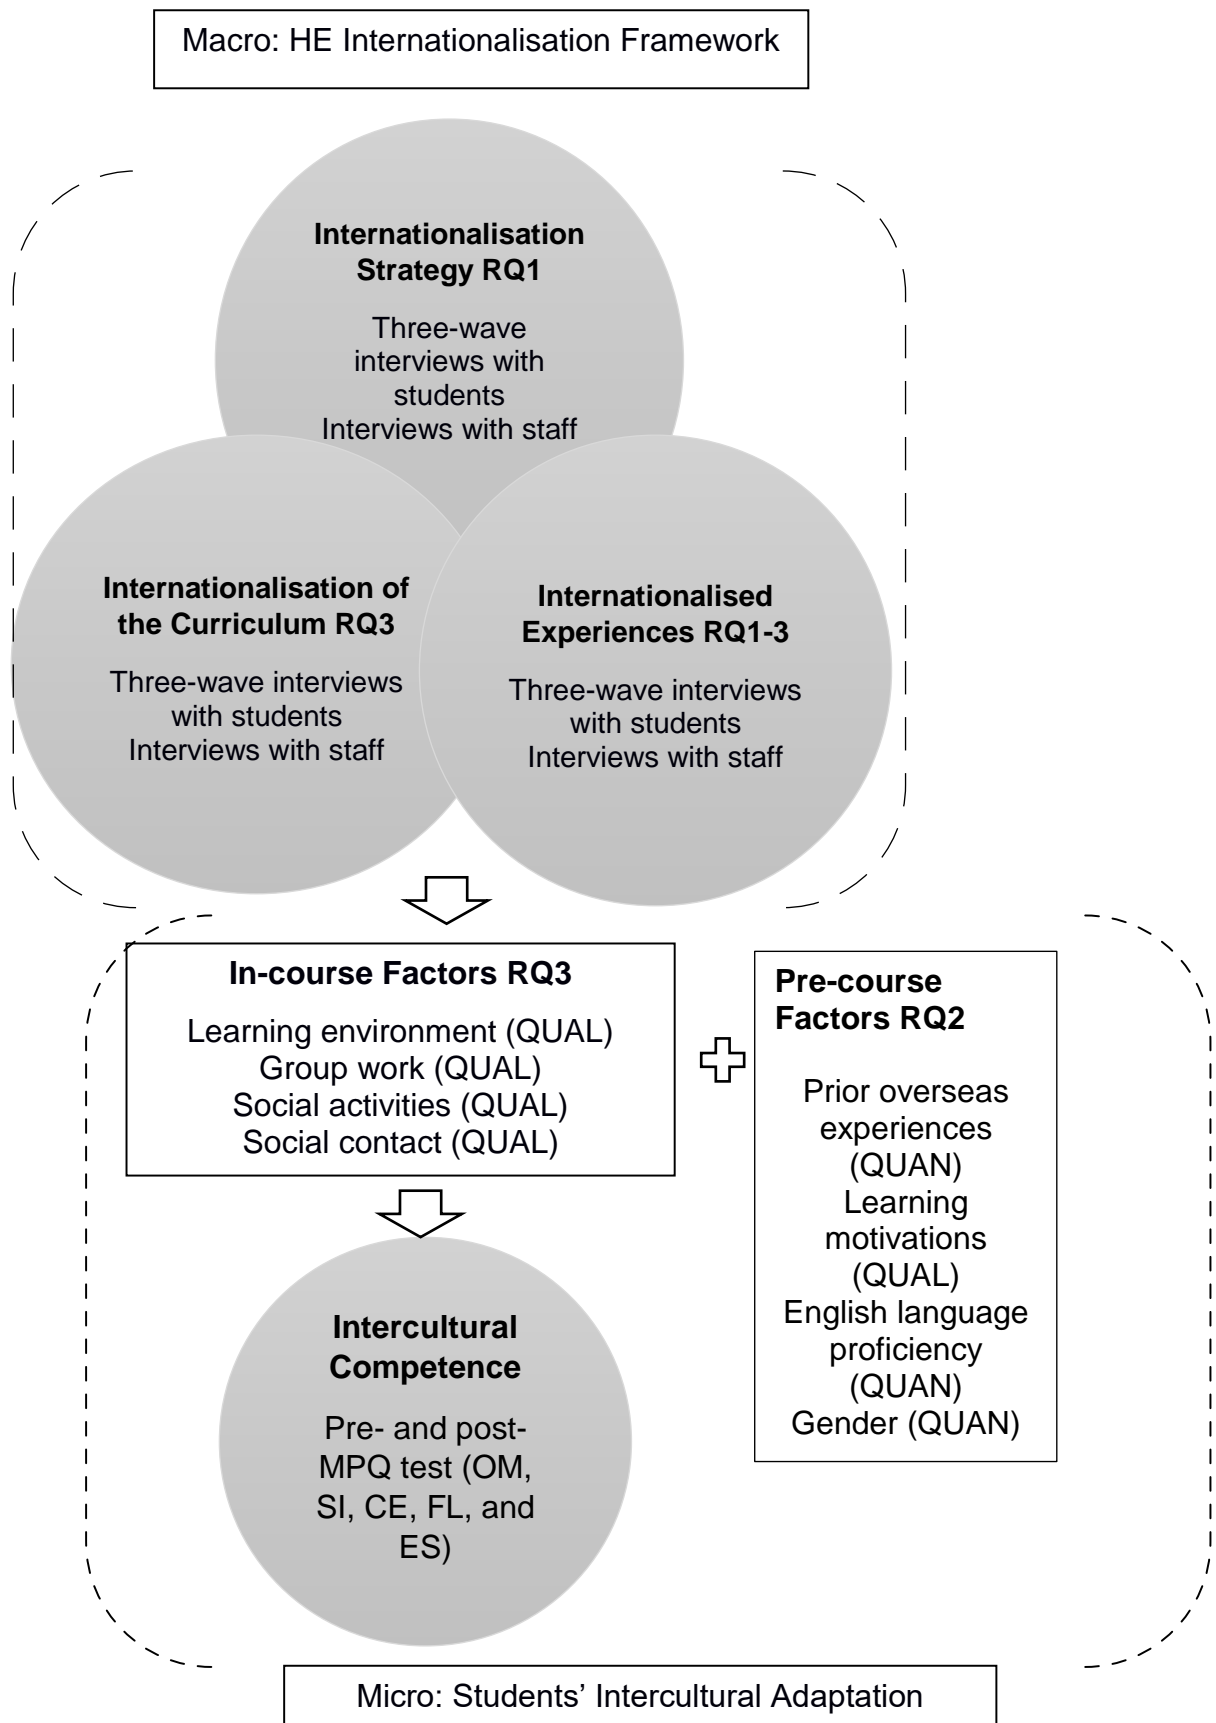 Macro: HE Internationalisation Framework
Internationalisation
Strategy RQ1
Three-wave
interviews with
students
Interviews with staff
Internationalisation of
the Curriculum RQ3
Three-wave interviews
with students
Interviews with staff
Internationalised
Experiences RQ1-3
Three-wave interviews
with students
Interviews with staff
In-course Factors RQ3
Learning environment (QUAL)
Group work (QUAL)
Social activities (QUAL)
Social contact (QUAL)
Pre-course
Factors RQ2
Prior overseas
experiences
(QUAN)
Learning
motivations
(QUAL)
English language
proficiency
(QUAN)
Gender (QUAN)
Intercultural
Competence
Pre- and post-
MPQ test (OM,
SI, CE, FL, and
ES)
Micro: Students’ Intercultural Adaptation